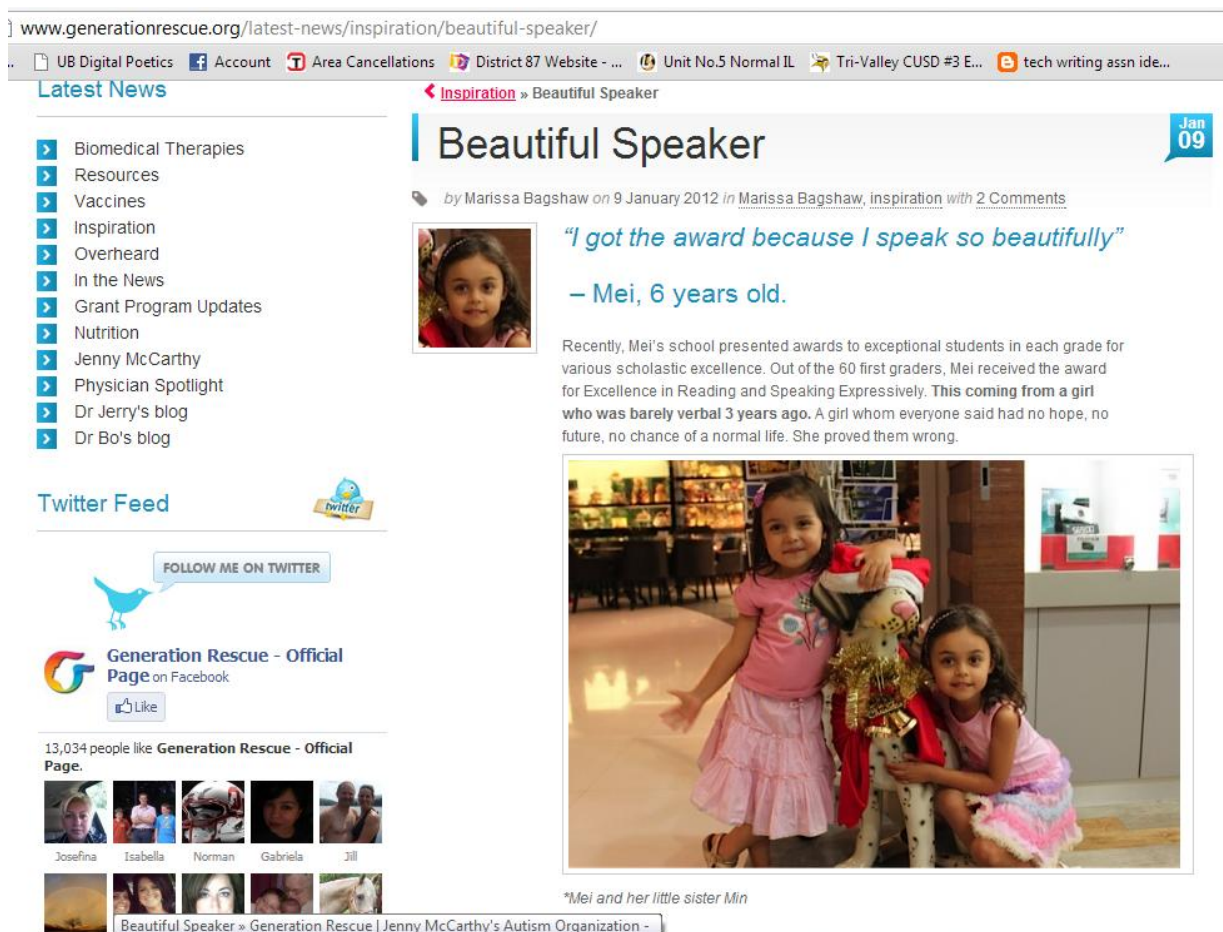 www.generationrescue.org/latest-news/inspiration/beautiful-speaker/
UB Digital Poetics Account Area Cancellations District 87 Website - ... Unit No.5 Normal IL Tri-Valley CUSD #3 E... tech writing assn ide...
Latest News
Biomedical Therapies
Resources
Vaccines
Inspiration
Overheard
In the News
Grant Program Updates
Nutrition
Jenny McCarthy
Physician Spotlight
Dr Jerry's blog
Dr Bo's blog
Twitter Feed
twitter
FOLLOW ME ON TWITTER
Generation Rescue - Official
Page on Facebook
Like
13,034 people like Generation Rescue - Official
Page.
Josefina Isabella Norman Gabriela Jill
Beautiful Speaker » Generation Rescue | Jenny McCarthy's Autism Organization -
Inspiration » Beautiful Speaker
Beautiful Speaker
Jan
09
by Marissa Bagshaw on 9 January 2012 in Marissa Bagshaw, inspiration with 2 Comments
“I got the award because I speak so beautifully”
– Mei, 6 years old.
Recently, Mei's school presented awards to exceptional students in each grade for
various scholastic excellence. Out of the 60 first graders, Mei received the award
for Excellence in Reading and Speaking Expressively. This coming from a girl
who was barely verbal 3 years ago. A girl whom everyone said had no hope, no
future, no chance of a normal life. She proved them wrong.
*Mei and her little sister Min